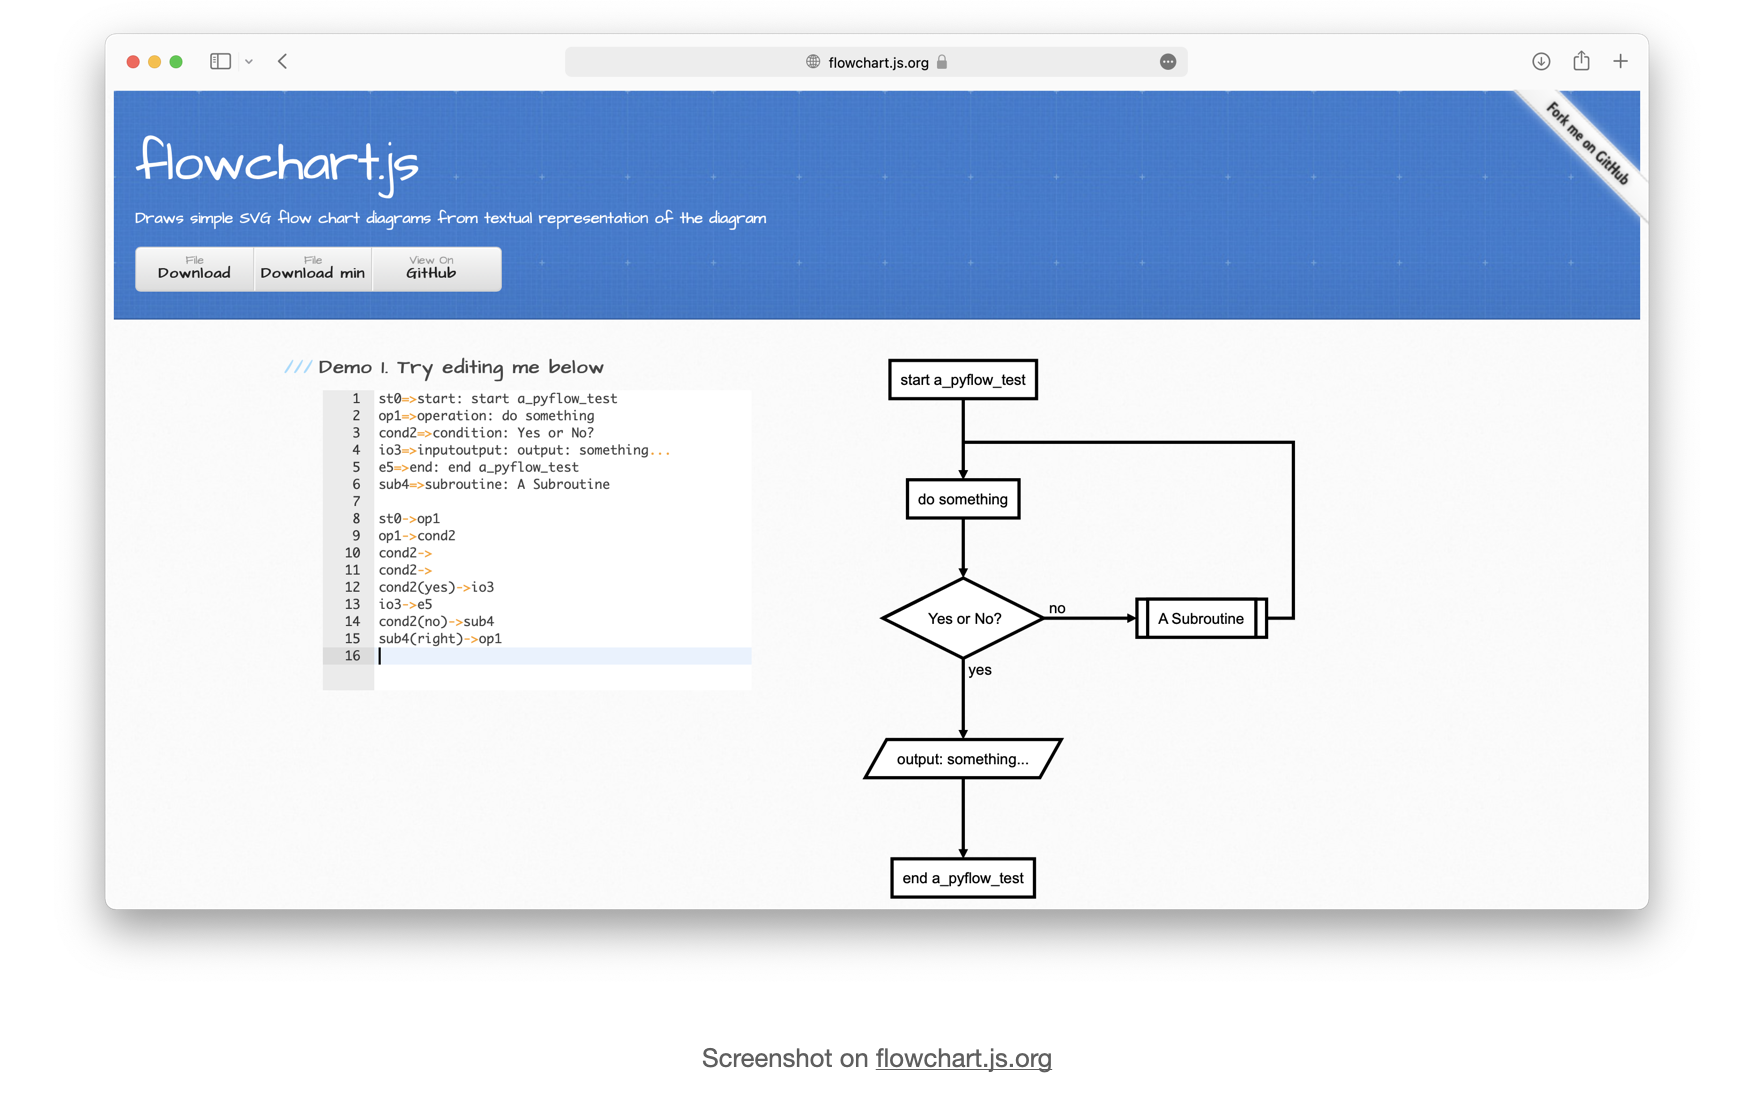 flowchart.js.org
Fork me on GitHub
flowchart.js
Draws simple SVG flow chart diagrams from textual representation of the diagram
File
Download
File
Download min
View On
GitHub
/// Demo 1. Try editing me below
1 st0=>start: start a_pyflow_test
2 op1=>operation: do something
3 cond2=>condition: Yes or No?
4 io3=>inputoutput: output: something...
5 e5=>end: end a_pyflow_test
6 sub4=>subroutine: A Subroutine
7
8 st0->op1
9 op1->cond2
10 cond2->
11 cond2->
12 cond2(yes)->io3
13 io3->e5
14 cond2(no)->sub4
15 sub4(right)->op1
16
start a_pyflow_test
do something
Yes or No?
no
A Subroutine
yes
output: something...
end a_pyflow_test
Screenshot on flowchart.js.org